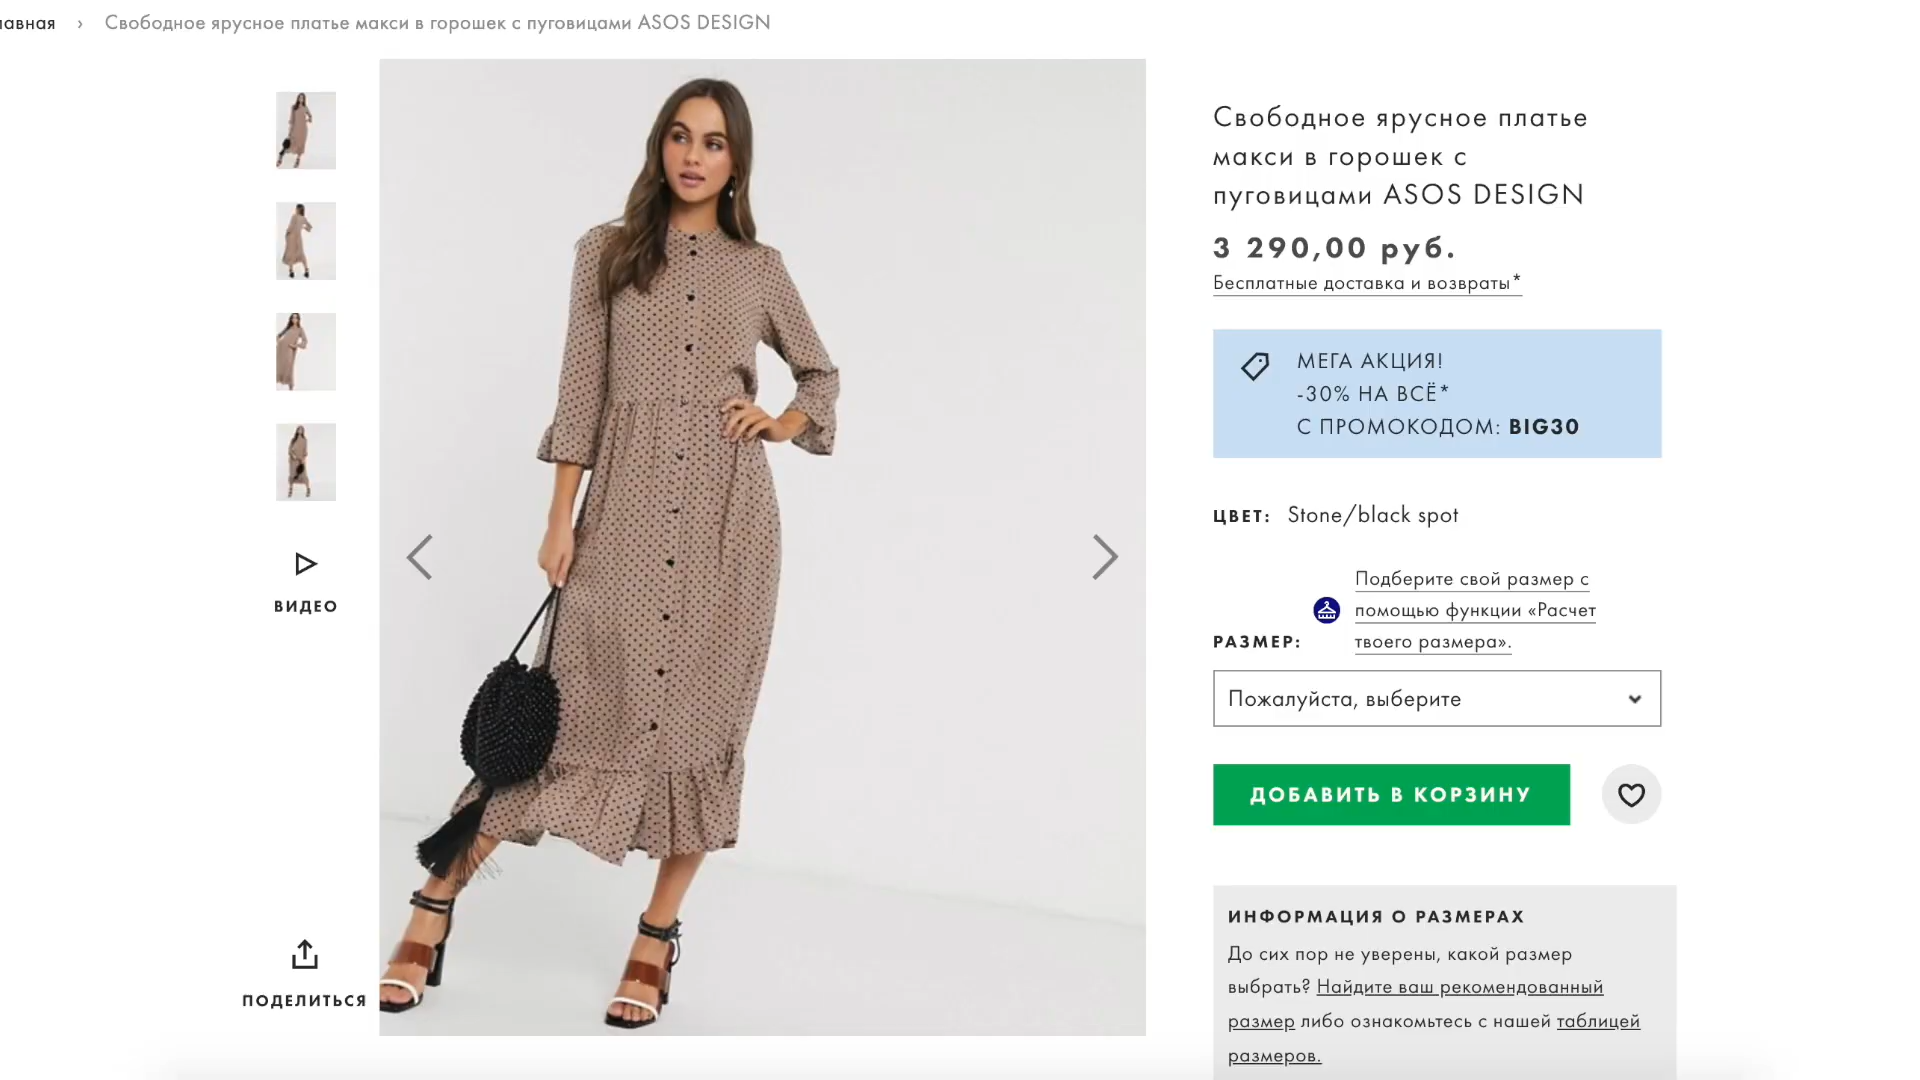 Свободное ярусное платье макси в горошек с пуговицами ASOS DESIGN
Свободное ярусное платье
макси в горошек с
пуговицами ASOS DESIGN
3 290,00 руб.
Бесплатные доставка и возвраты*
МЕГА АКЦИЯ!
-30% НА ВСЁ*
С ПРОМОКОДОМ: BIG30
ЦВЕТ: Stone/black spot
Подберите свой размер с
помощью функции «Расчет
РАЗМЕР: твоего размера».
Пожалуйста, выберите
ДОБАВИТЬ В КОРЗИНУ
ВИДЕО
ПОДЕЛИТЬСЯ
ИНФОРМАЦИЯ О РАЗМЕРАХ
До сих пор не уверены, какой размер
выбрать? Найдите ваш рекомендованный
размер либо ознакомьтесь с нашей таблицей
размеров.